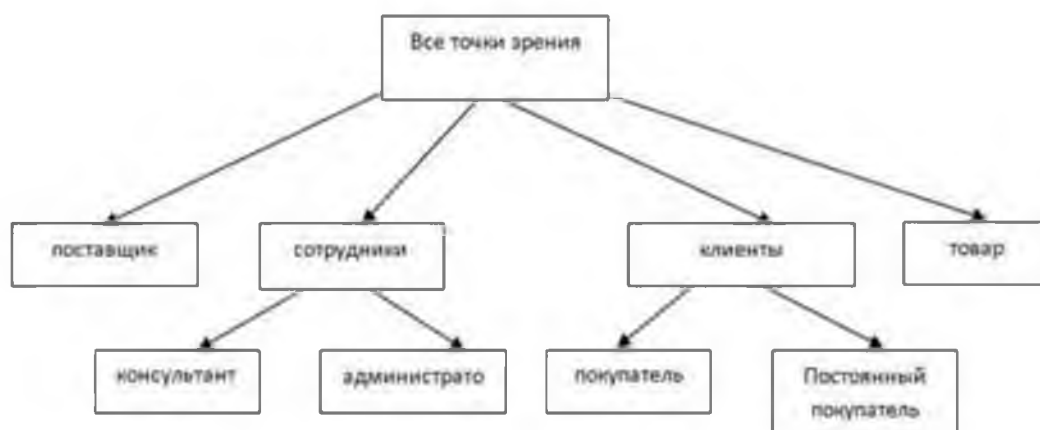 Все точки зрения
поставщик
сотрудники
клиенты
товар
консультант
администрато
покупатель
Постоянный
покупатель